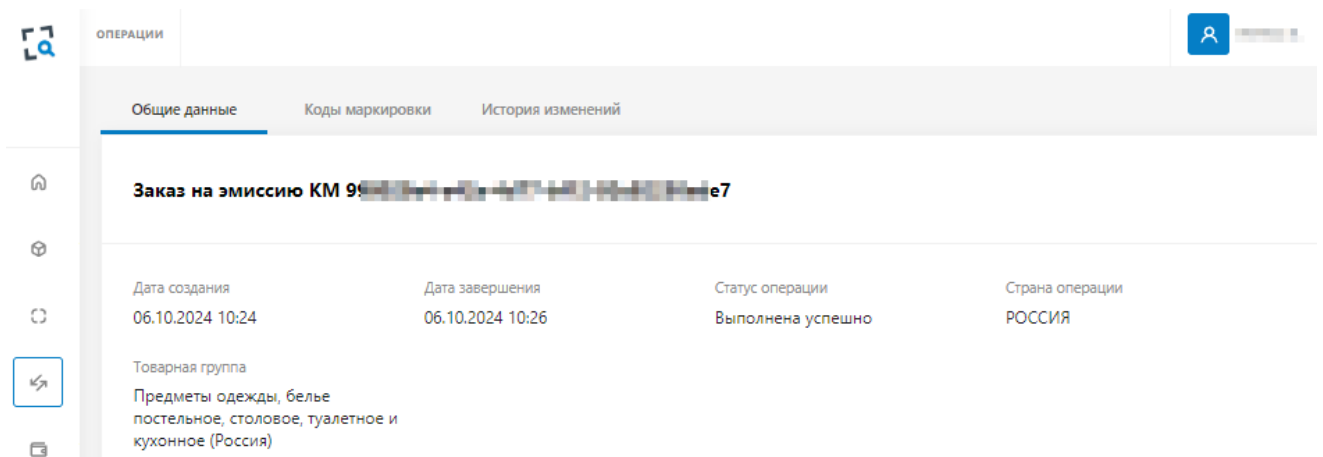 ОПЕРАЦИИ
Общие данные Коды маркировки История изменений
Заказ на эмиссию КМ 99 e7
Дата создания Дата завершения Статус операции Страна операции
06.10.2024 10:24 06.10.2024 10:26 Выполнена успешно РОССИЯ
Товарная группа
Предметы одежды, белье
постельное, столовое, туалетное и
кухонное (Россия)